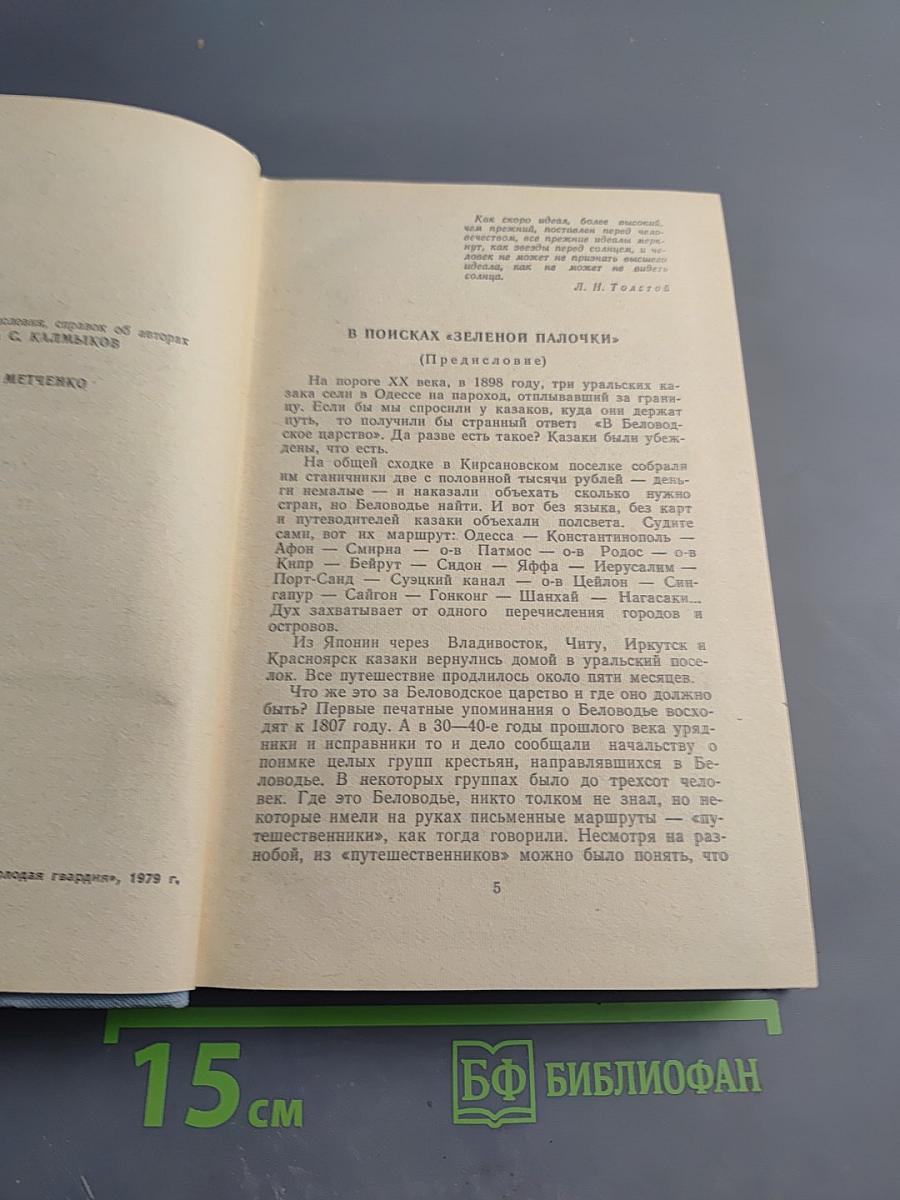 словия, справок об авторах
С. КАЛМЫКОВ
МЕТЧЕНКО
олодая гвардия», 1979 г.
Как скоро идеал, более высокий,
чем прежний, поставлен перед чело-
вечеством, все прежние идеалы мерк-
нут, как звезды перед солнцем, и че-
ловек не может не признать высшего
идеала, как не может не видеть
солнца.
Л. Н. Толстой
В ПОИСКАХ «ЗЕЛЕНОЙ ПАЛОЧКИ»
(Предисловие)
На пороге XX века, в 1898 году, три уральских ка-
зака сели в Одессе на пароход, отплывавший за грани-
цу. Если бы мы спросили у казаков, куда они держат
путь, то получили бы странный ответ: «В Беловод-
ское царство». Да разве есть такое? Казаки были убеж-
дены, что есть.
На общей сходке в Кирсановском поселке собрали
им станичники две с половиной тысячи рублей — день-
ги немалые — и наказали объехать сколько нужно
стран, но Беловодье найти. И вот без языка, без карт
и путеводителей казаки объехали полсвета. Судите
сами, вот их маршрут: Одесса — Константинополь —
Афон — Смирна — о-в Патмос — о-в Родос — о-в
Кипр — Бейрут — Сидон — Яффа — Иерусалим —
Порт-Саид — Суэцкий канал — о-в Цейлон — Син-
гапур — Сайгон — Гонконг — Шанхай — Нагасаки...
Дух захватывает от одного перечисления городов и
островов.
Из Японии через Владивосток, Читу, Иркутск и
Красноярск казаки вернулись домой в уральский посе-
лок. Все путешествие продлилось около пяти месяцев.
Что же это за Беловодское царство и где оно должно
быть? Первые печатные упоминания о Беловодье восхо-
дят к 1807 году. А в 30—40-е годы прошлого века уряд-
ники и исправники то и дело сообщали начальству о
поимке целых групп крестьян, направлявшихся в Бе-
ловодье. В некоторых группах было до трехсот чело-
век. Где это Беловодье, никто толком не знал, но не-
которые имели на руках письменные маршруты — «пу-
тешественники», как тогда говорили. Несмотря на раз-
нобой, из «путешественников» можно было понять, что
5
15 см
БФ БИБЛИОФАН